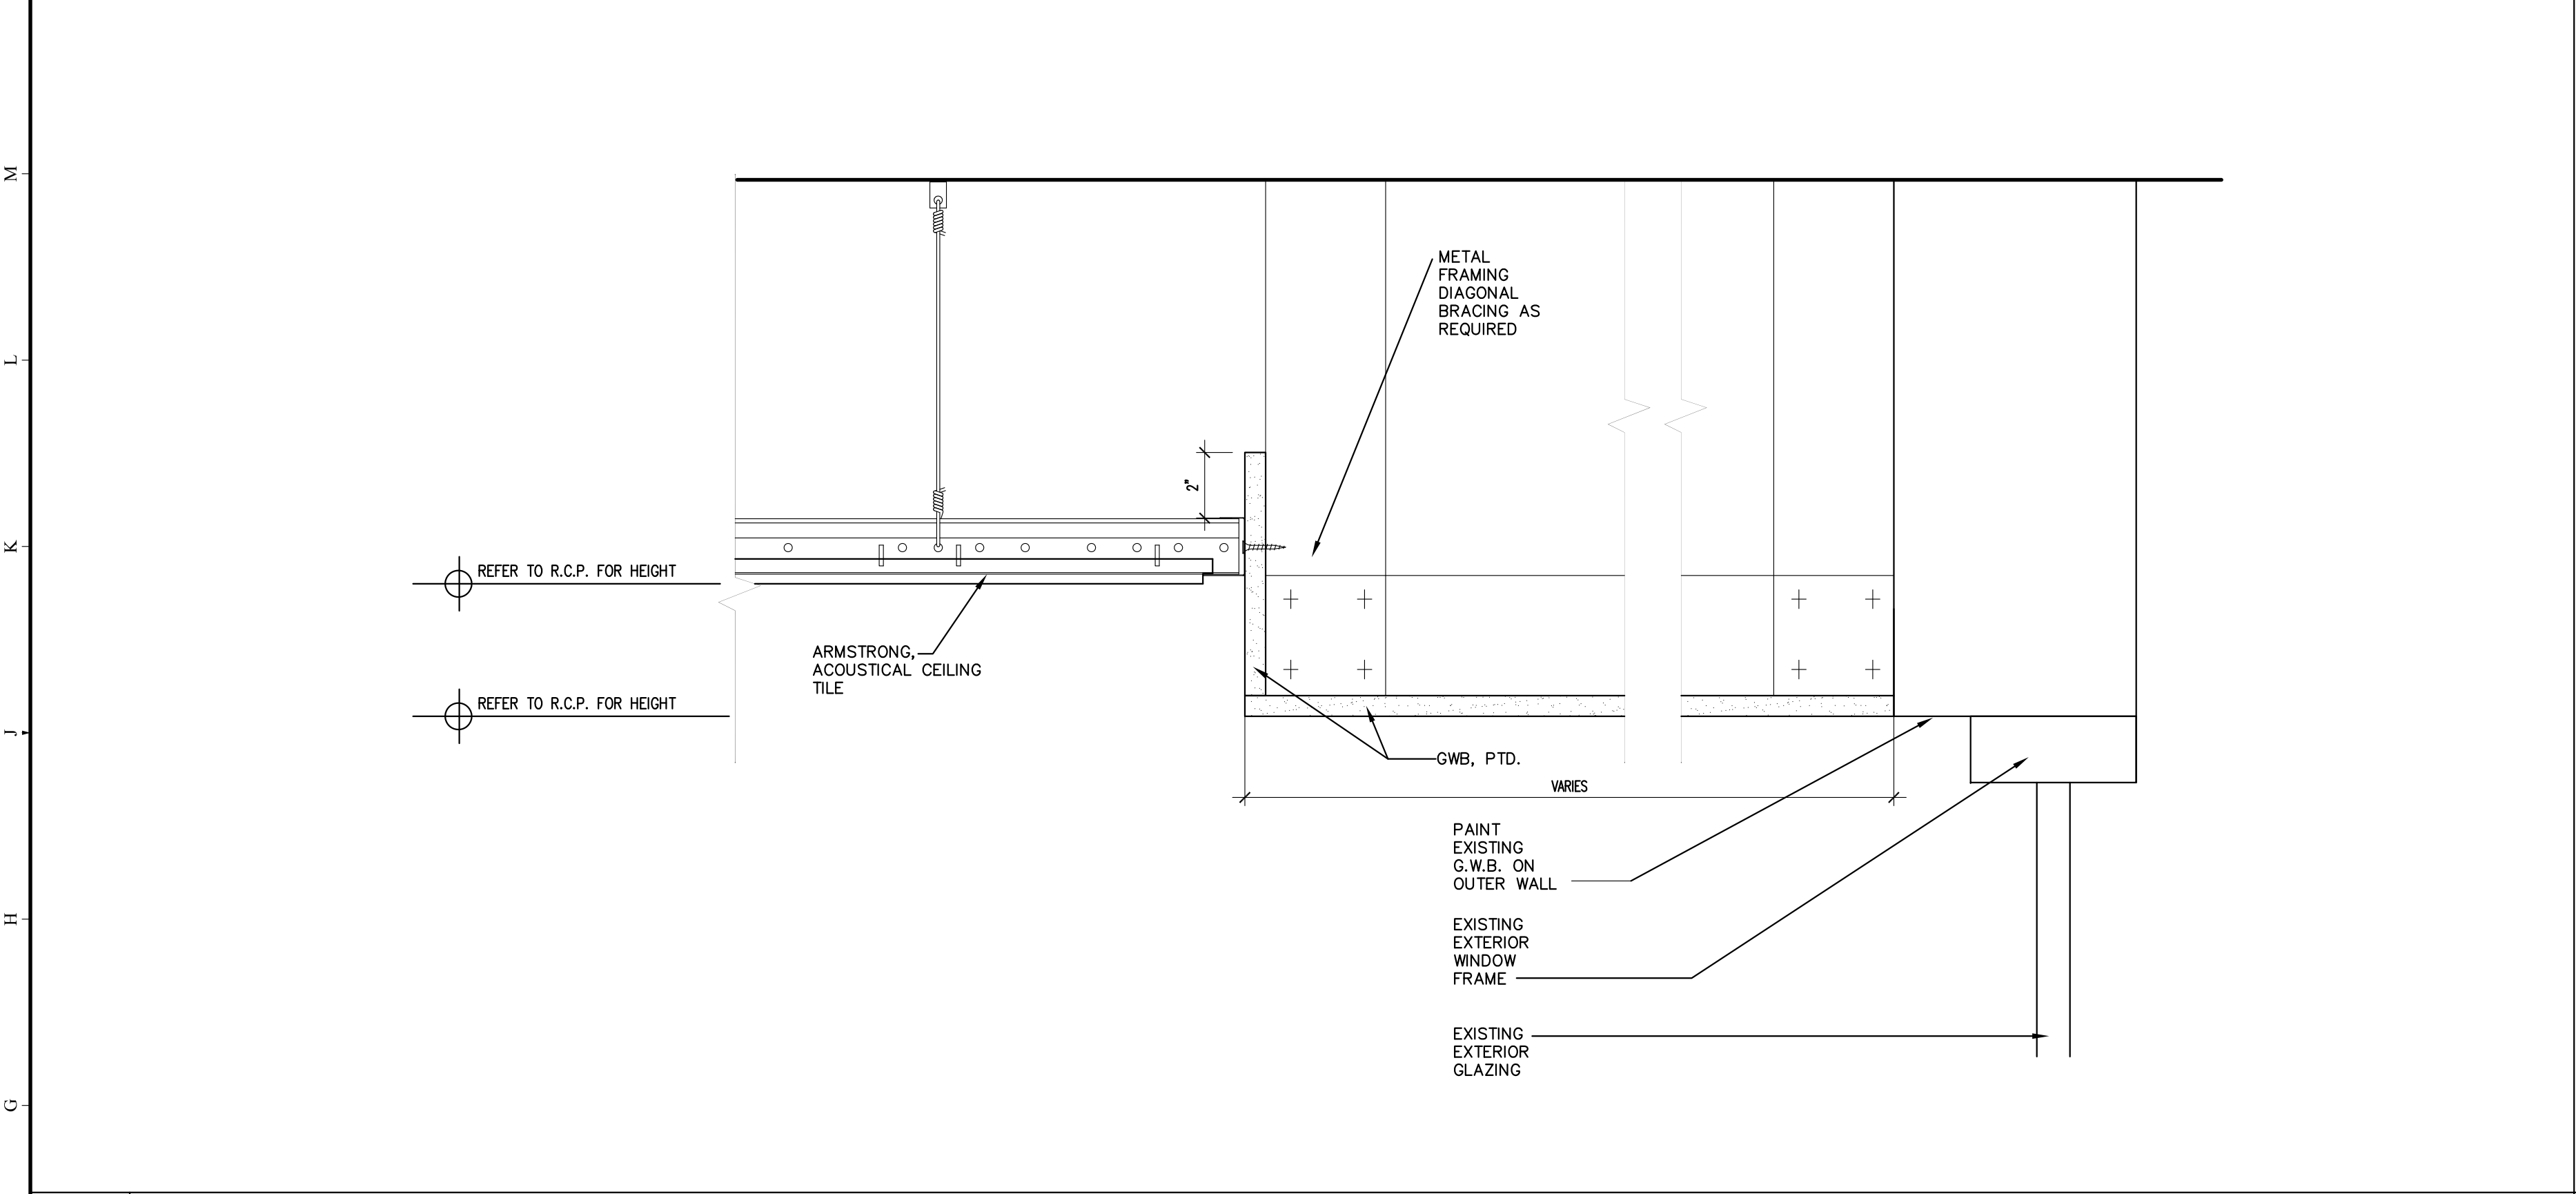 M
L
K
J
H
G
METAL
FRAMING
DIAGONAL
BRACING AS
REQUIRED
2"
REFER TO R.C.P. FOR HEIGHT
ARMSTRONG,
ACOUSTICAL CEILING
TILE
REFER TO R.C.P. FOR HEIGHT
GWB, PTD.
VARIES
PAINT
EXISTING
G.W.B. ON
OUTER WALL
EXISTING
EXTERIOR
WINDOW
FRAME
EXISTING
EXTERIOR
GLAZING